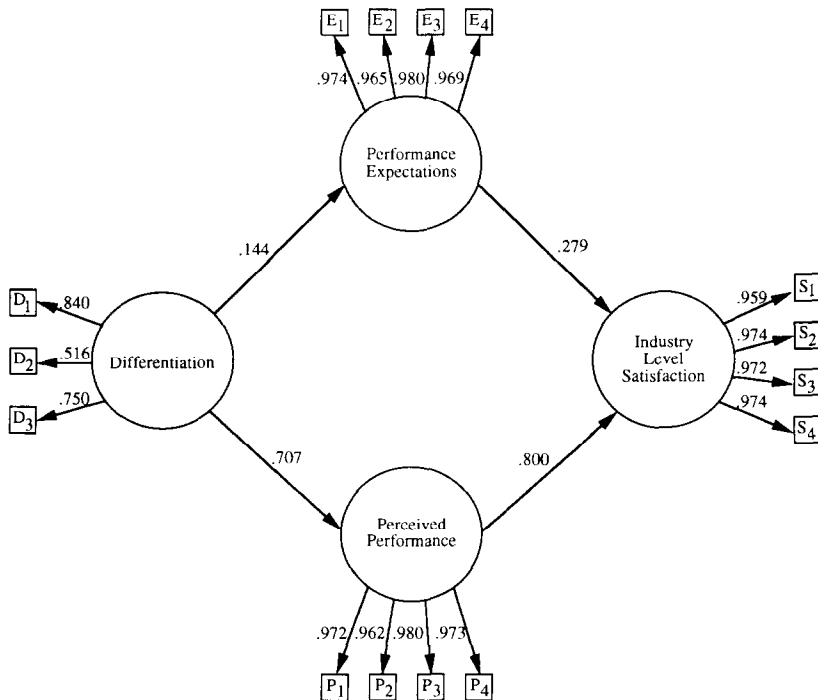 E1 E2 E3 E4
.974 .965 .980 .969
Performance
Expectations
.144
.279
D1 .840
D2 .516
D3 .750
Differentiation
Industry
Level
Satisfaction
.959 S1
.974 S2
.972 S3
.974 S4
.707
.800
Perceived
Performance
.972 .962 .980 .973
P1 P2 P3 P4